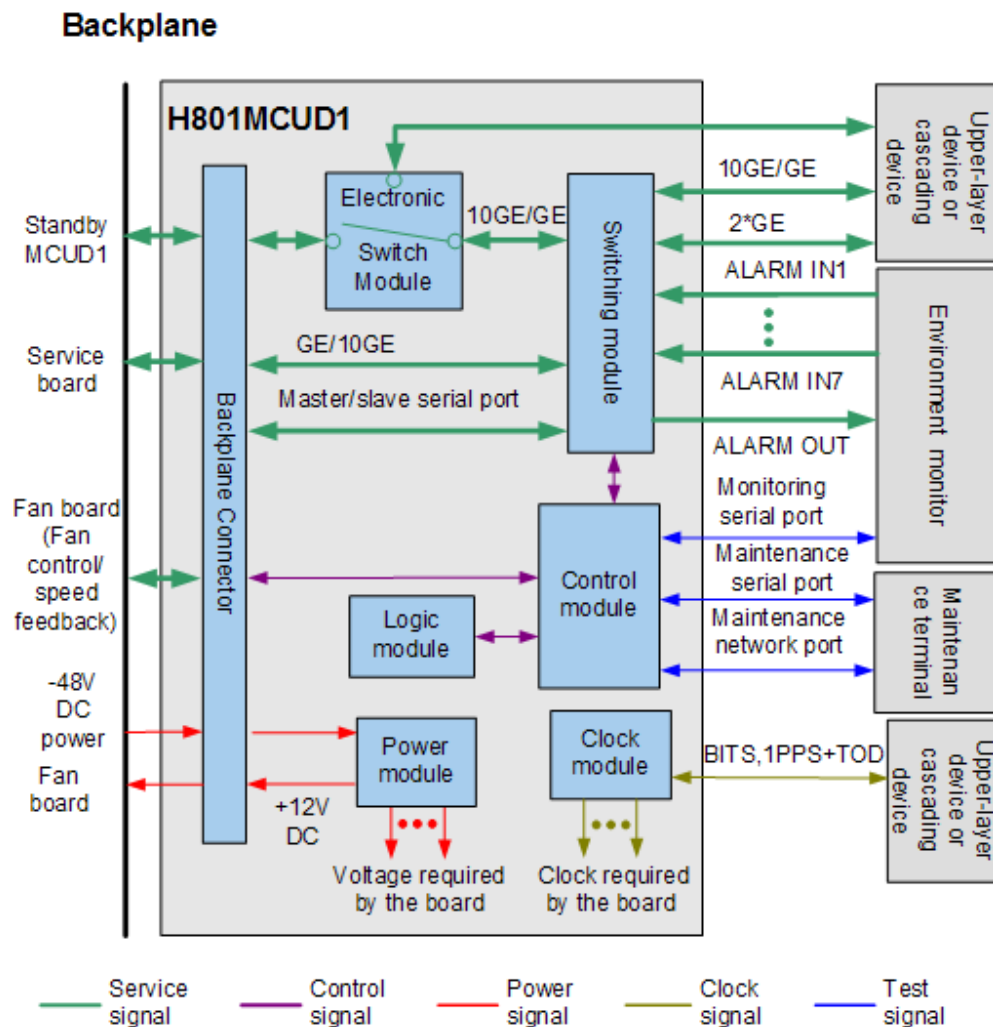 Backplane
H801MCUD1
Standby
MCUD1
Service
board
Fan board
(Fan
control/
speed
feedback)
-48V
DC
power
Fan
board
Backplane Connector
Electronic
Switch
Module
10GE/GE
Switching module
GE/10GE
Master/slave serial port
Control
module
Logic
module
Power
module
+12V
DC
Voltage required
by the board
Clock
module
Clock required
by the board
10GE/GE
2*GE
ALARM IN1
ALARM IN7
ALARM OUT
Monitoring
serial port
Maintenance
serial port
Maintenance
network port
BITS,1PPS+TOD
Upper-layer
device or
cascading
device
Environment monitor
Maintenan
ce terminal
Upper-layer
device or
cascading
device
Service
signal
Control
signal
Power
signal
Clock
signal
Test
signal